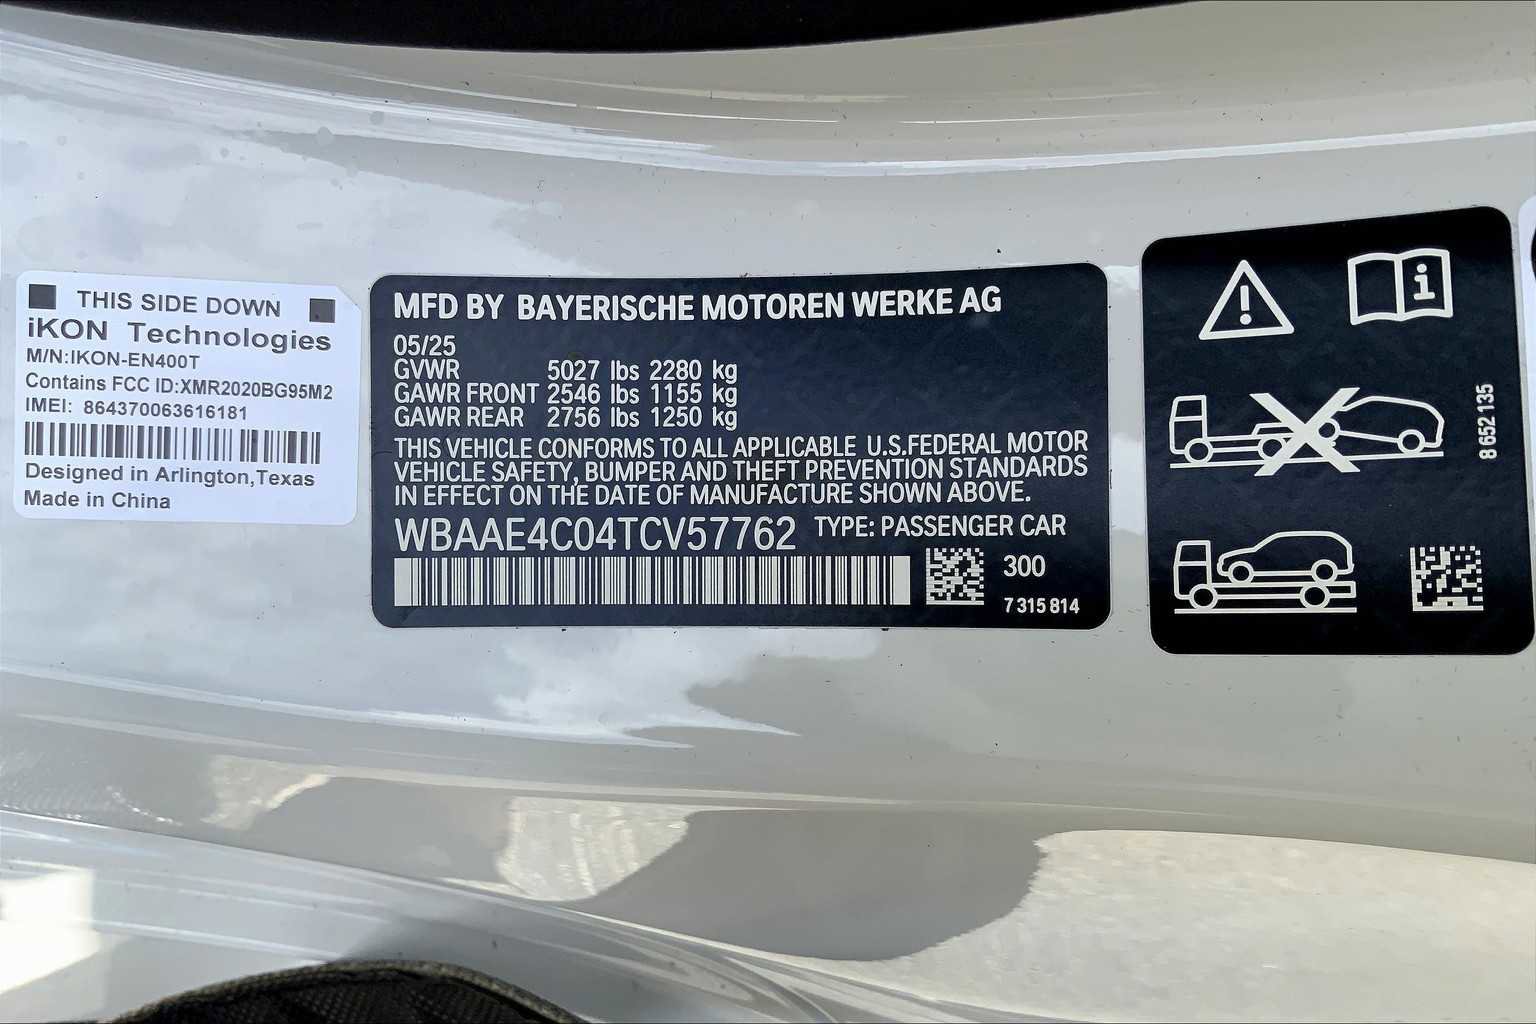 THIS SIDE DOWN
iKON Technologies
M/N:IKON-EN400T
Contains FCC ID:XMR2020BG95M2
IMEI: 864370063616181
Designed in Arlington,Texas
Made in China
MFD BY BAYERISCHE MOTOREN WERKE AG
05/25
GVWR 5027 lbs 2280 kg
GAWR FRONT 2546 lbs 1155 kg
GAWR REAR 2756 lbs 1250 kg
THIS VEHICLE CONFORMS TO ALL APPLICABLE U.S.FEDERAL MOTOR
VEHICLE SAFETY, BUMPER AND THEFT PREVENTION STANDARDS
IN EFFECT ON THE DATE OF MANUFACTURE SHOWN ABOVE.
WBAAE4C04TCV57762 TYPE: PASSENGER CAR
300
7 315 814
8 652 135